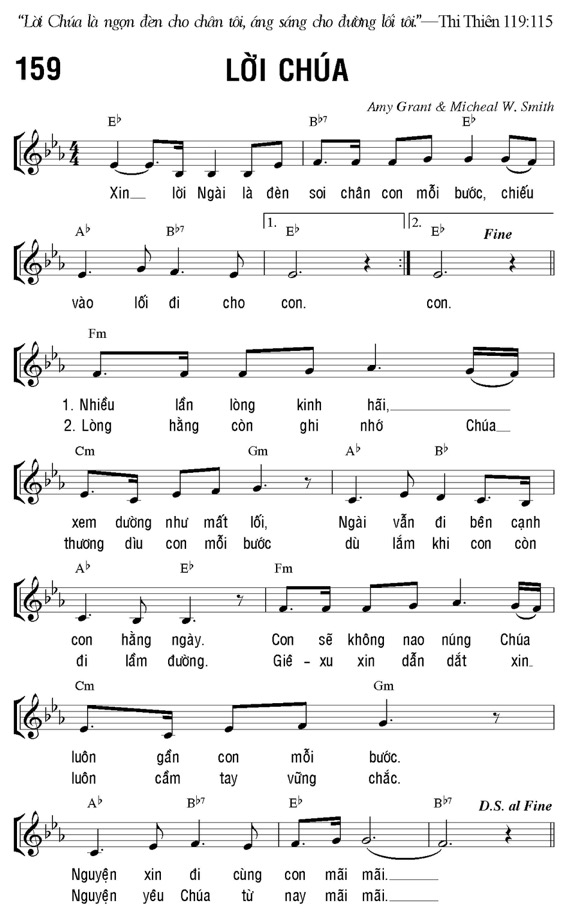 “Lời Chúa là ngọn đèn cho chân tôi, áng sáng cho đường lối tôi.”—Thi Thiên 119:115
159 LỜI CHÚA
Amy Grant & Micheal W. Smith
E♭ B♭7 E♭
4
4
Xin__ lời Ngài là đèn soi chân con mỗi bước, chiếu
A♭ B♭7 1. E♭ 2. E♭ Fine
vào lối đi cho con. con.
Fm
1. Nhiều lần lòng kinh hãi,
2. Lòng hằng còn ghi nhớ Chúa__
Cm Gm A♭ B♭
xem dường như mất lối, Ngài vẫn đi bên cạnh
thương dìu con mỗi bước dù lắm khi con còn
A♭ E♭ Fm
con hằng ngày. Con sẽ không nao núng Chúa
đi lầm đường. Giê - xu xin dẫn dắt xin__
Cm Gm
luôn gần con mỗi bước.
luôn cầm tay vững chắc.
A♭ B♭7 E♭ B♭7 D.S. al Fine
Nguyện xin đi cùng con mãi mãi.
Nguyện yêu Chúa từ nay mãi mãi.